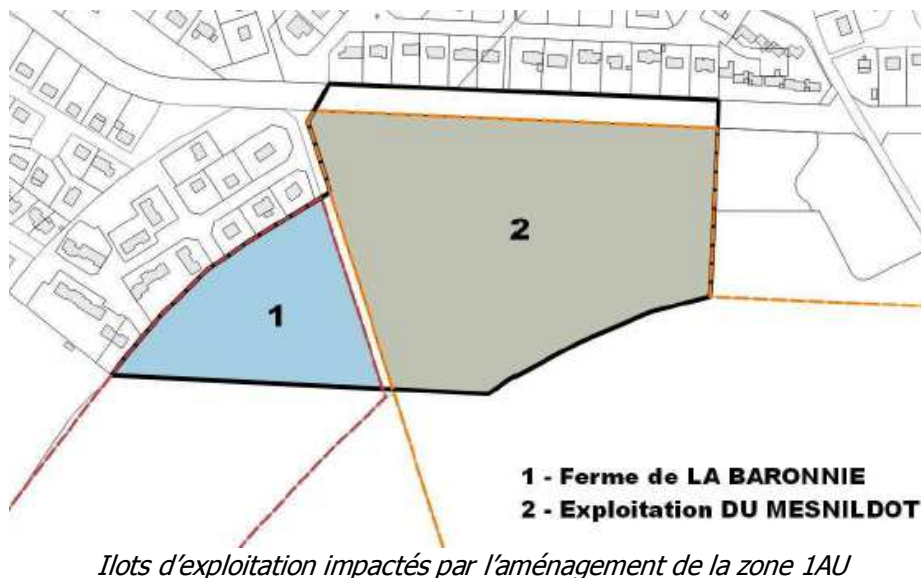 1
2
1 - Ferme de LA BARONNIE
2 - Exploitation DU MESNILDOT
Ilots d'exploitation impactés par l'aménagement de la zone 1AU